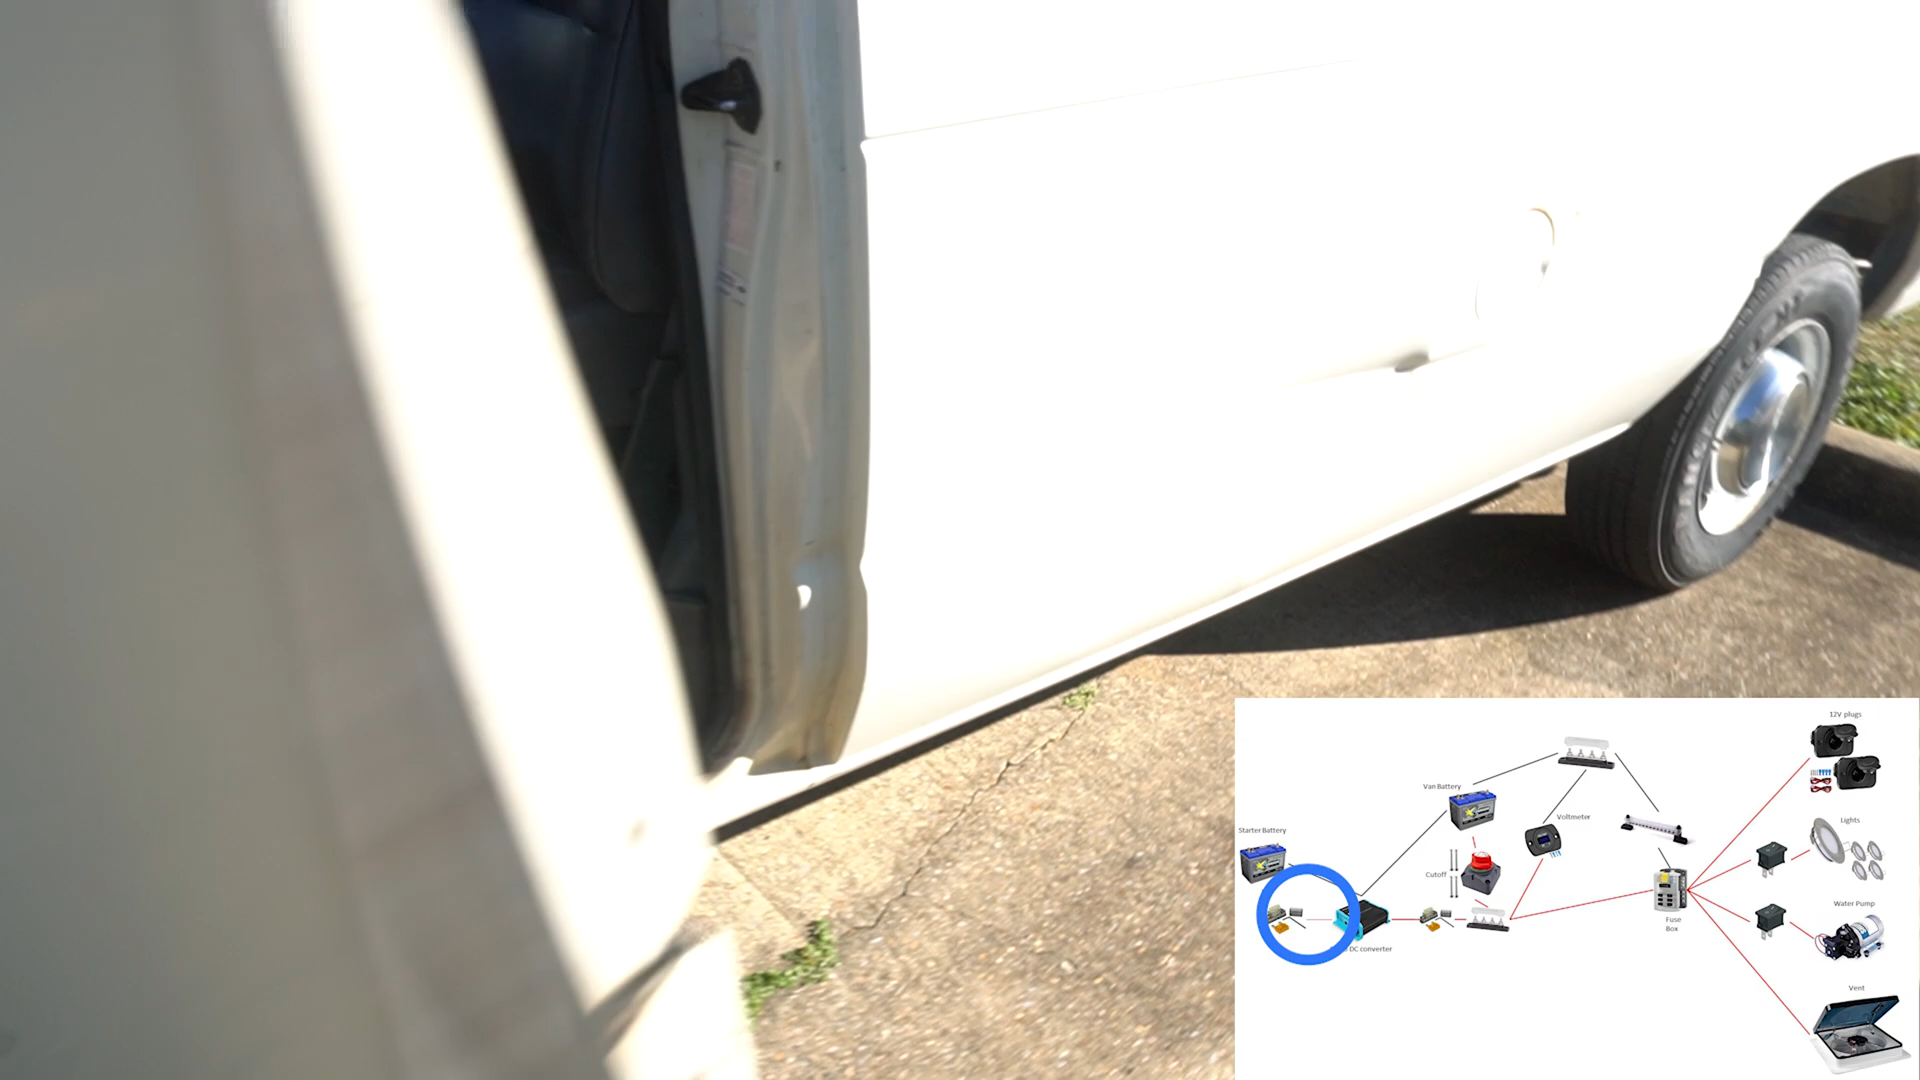 12V plugs
Van Battery
Voltmeter
Lights
Starter Battery
Cutoff
Water Pump
Fuse
Box
DC converter
Vent